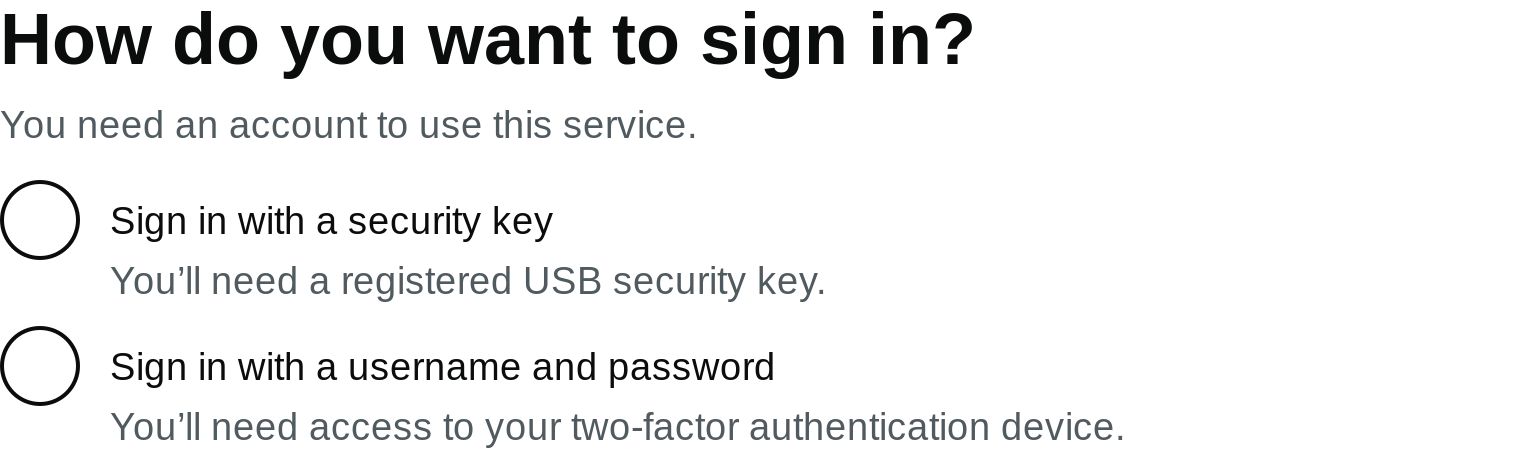 How do you want to sign in?
You need an account to use this service.
Sign in with a security key
You’ll need a registered USB security key.
Sign in with a username and password
You’ll need access to your two-factor authentication device.